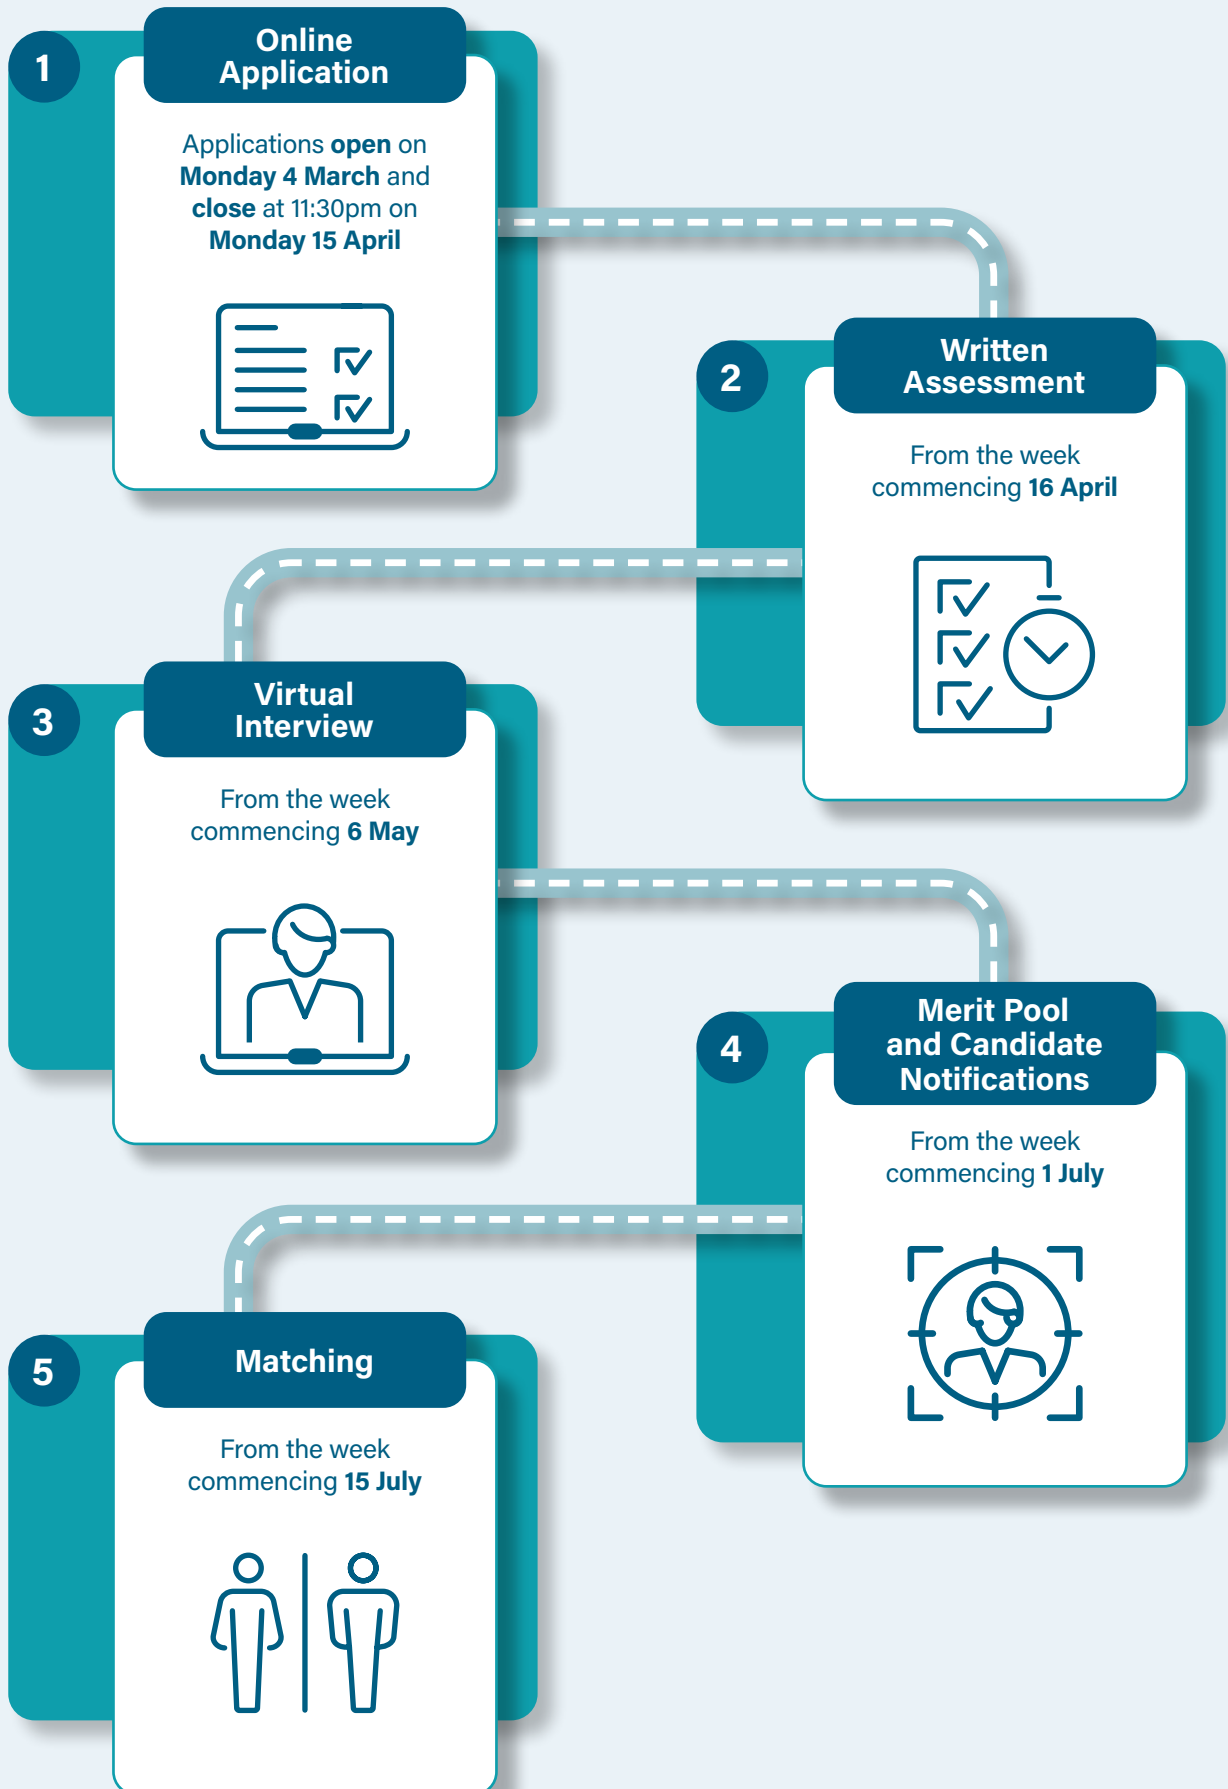 1
Online
Application
Applications open on
Monday 4 March and
close at 11:30pm on
Monday 15 April
2
Written
Assessment
From the week
commencing 16 April
3
Virtual
Interview
From the week
commencing 6 May
4
Merit Pool
and Candidate
Notifications
From the week
commencing 1 July
5
Matching
From the week
commencing 15 July